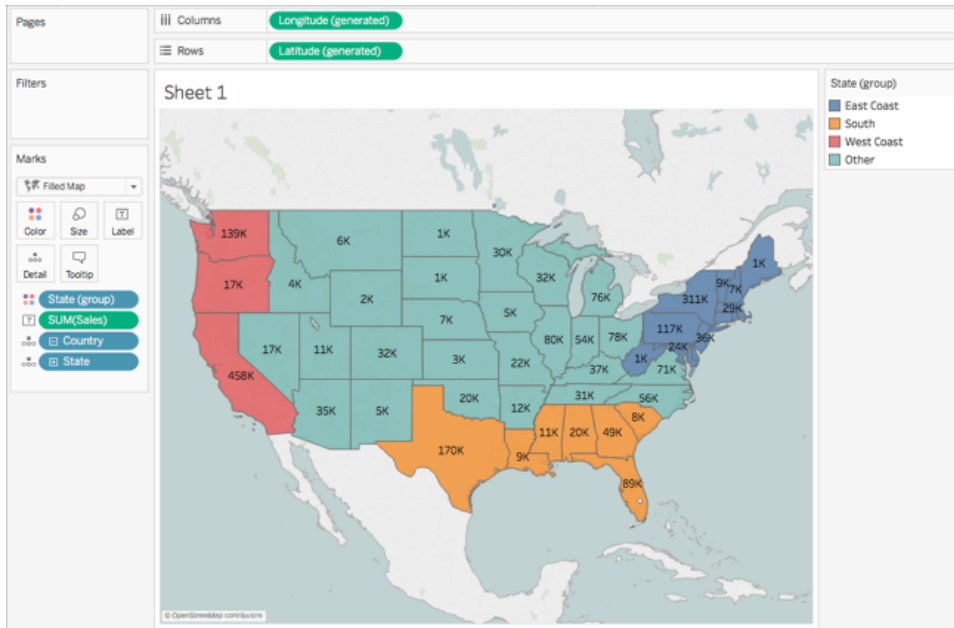 Pages
Columns
Longitude (generated)
Rows
Latitude (generated)
Filters
Sheet 1
State (group)
East Coast
South
West Coast
Other
Marks
Filled Map
Color
Size
Label
Detail
Tooltip
State (group)
SUM(Sales)
Country
State
139K
6K
1K
30K
1K
17K
4K
1K
32K
9K
7K
311K
2K
76K
29K
5K
7K
117K
36K
17K
11K
32K
80K
54K
78K
24K
3K
22K
1K
71K
458K
37K
20K
31K
56K
35K
5K
12K
8K
170K
9K
11K
20K
49K
89K
© OpenStreetMap contributors